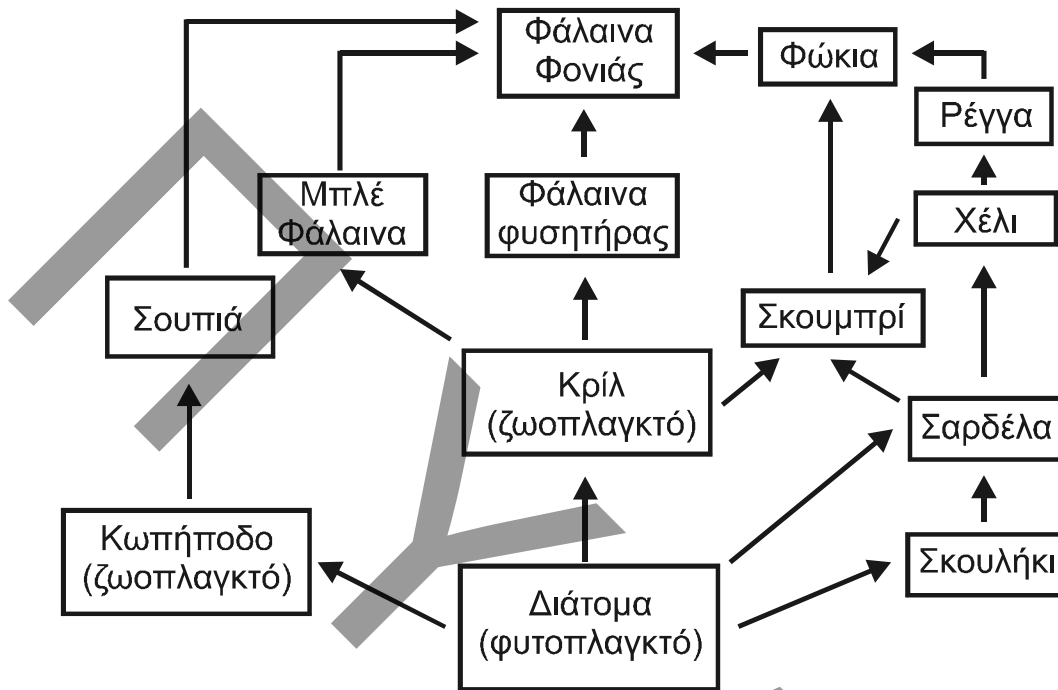 Φάλαινα
Φονιάς
Φώκια
Ρέγγα
Μπλέ
Φάλαινα
Φάλαινα
φυσητήρας
Χέλι
Σουπιά
Σκουμπρί
Κρίλ
(ζωοπλαγκτό)
Σαρδέλα
Κωπήποδο
(ζωοπλαγκτό)
Σκουλήκι
Διάτομα
(φυτοπλαγκτό)